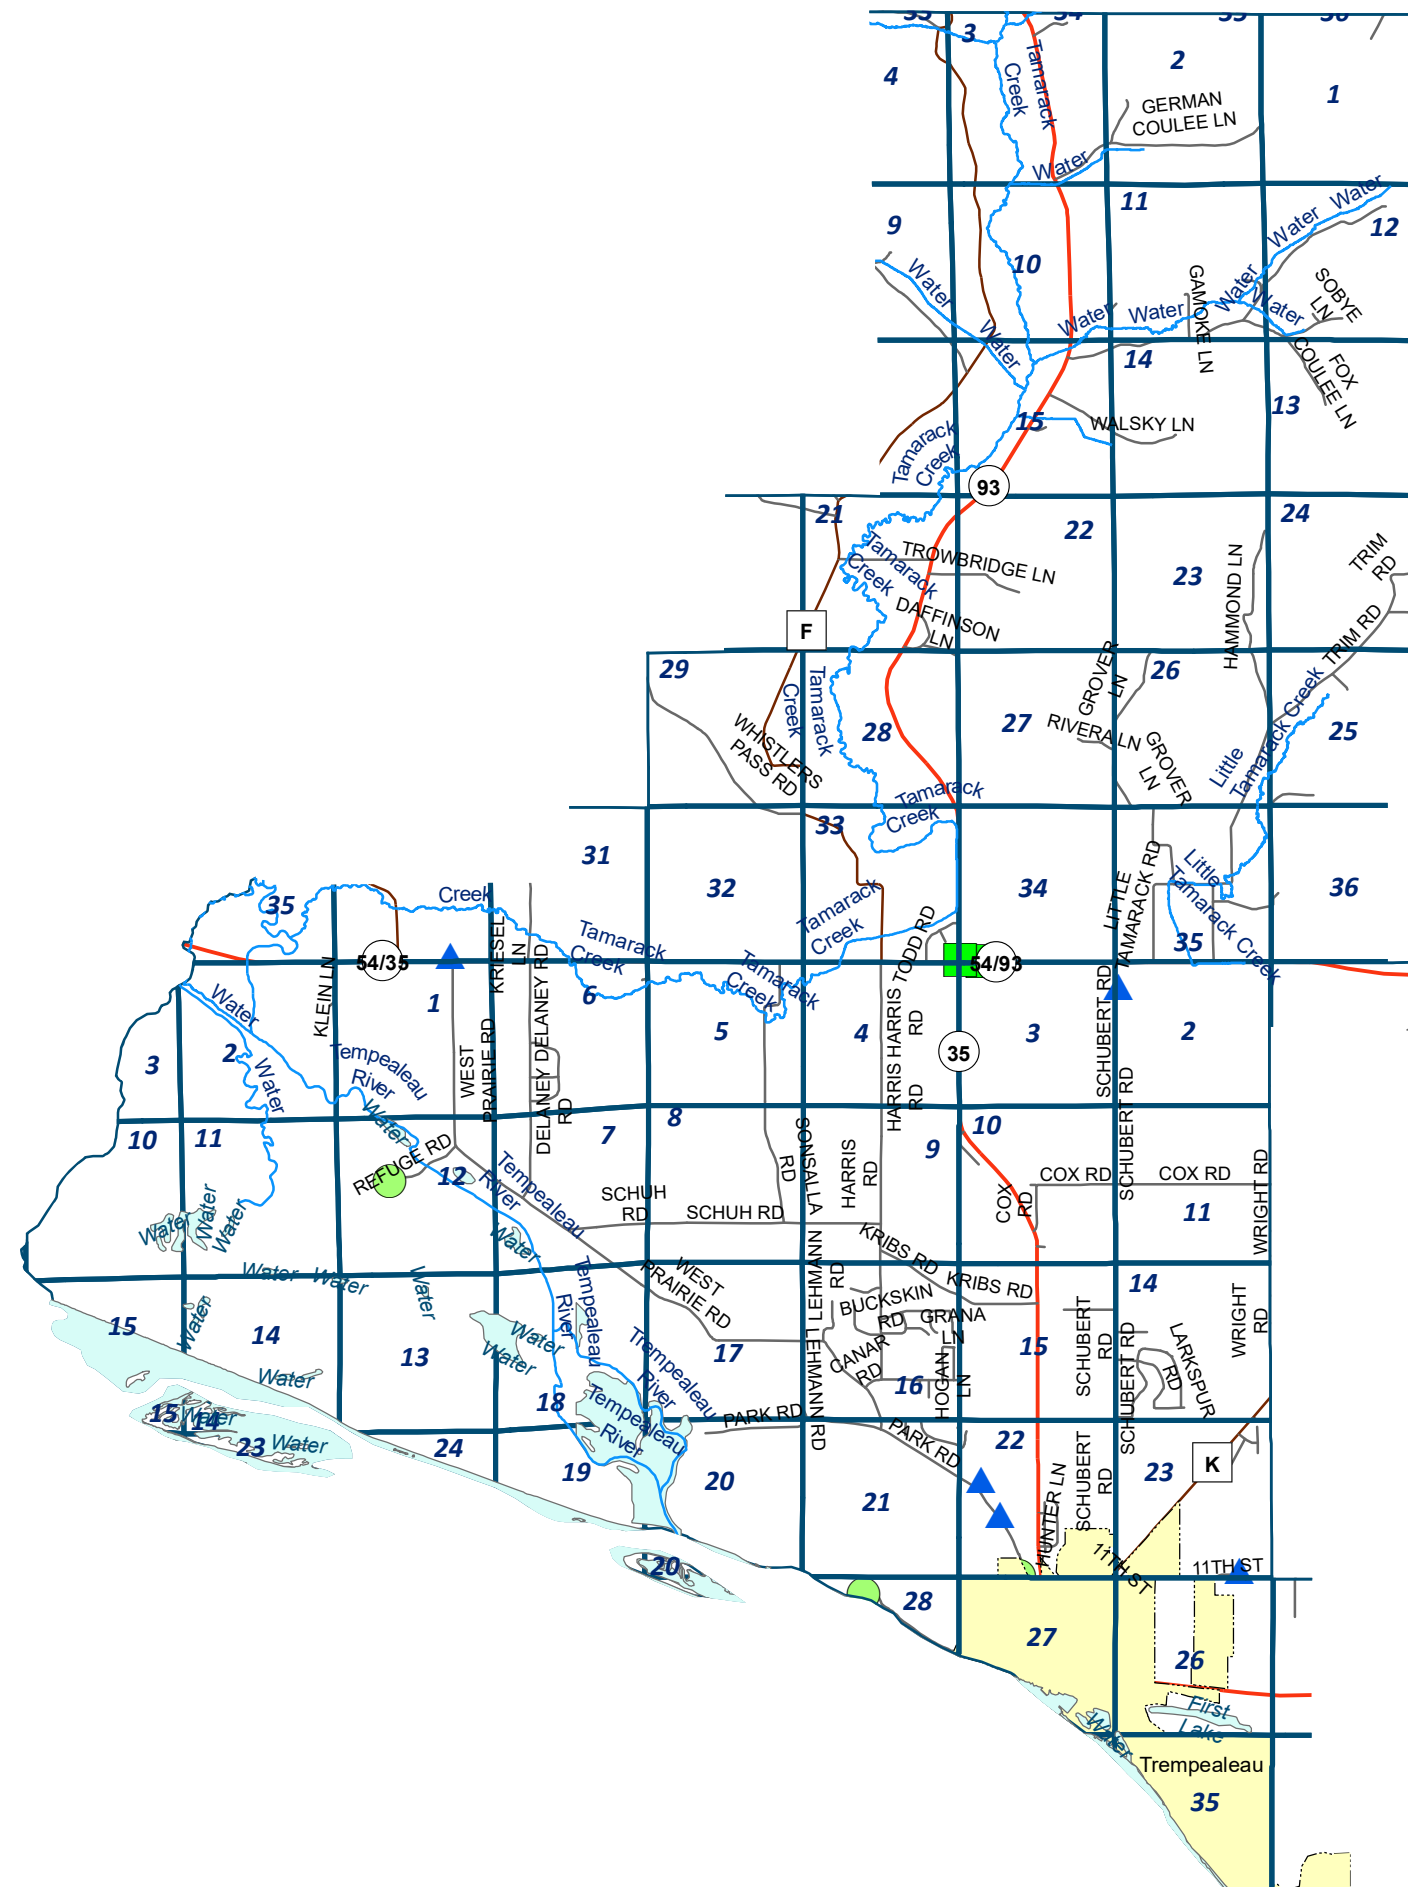 35
34
35
36
3
4
2
1
Tamarack
Creek
GERMAN
COULEE LN
Water
11
Water
Water
9
12
10
Water
GAMOKE LN
Water
Water
SOBYE
LN
Water
Water
Water
14
COULEE LN
FOX
13
15
WALSKY LN
Tamarack
Creek
93
21
24
22
Tamarack
Creek
TROWBRIDGE LN
23
HAMMOND LN
TRIM
RD
DAFFINSON
LN
TRIM RD
F
29
26
GROVER
LN
Tamarack
Creek
28
27
RIVERA LN
25
WHISTLERS
PASS RD
GROVER
LN
Little
Tamarack Creek
Tamarack
Creek
33
31
32
34
36
LITTLE
TAMARACK RD
Little
Tamarack Creek
35
Creek
Tamarack
Creek
35
Tamarack
Creek
TODD RD
54/35
54/93
KRIESEL
LN
KLEIN LN
Tamarack
Creek
6
1
DELANEY RD
DELANEY
RD
Water
5
4
HARRIS
RD
HARRIS
RD
35
3
SCHUBERT RD
2
3
2
Water
Tempealeau
River
WEST
PRAIRIE RD
Water
10
11
7
8
9
10
SCHUBERT RD
REFUGE RD
12
Tempealeau
River
SONSALLA
RD
HARRIS
RD
COX RD
COX RD
COX
RD
WRIGHT RD
SCHUH
RD
SCHUH RD
11
Water
Water
Water
Water
KRIBS RD
KRIBS RD
Water
Water
Water
WEST
PRAIRIE RD
Tempealeau
River
LEHMANN
RD
LEHMANN RD
BUCKSKIN
RD
GRANA
LN
14
SCHUBERT
RD
WRIGHT
RD
15
Water
14
13
Water
Water
Trempealeau
River
17
CANAR
RD
15
SCHUBERT RD
LARKSPUR
RD
16
HOGAN
LN
Water
18
Tempealeau
River
PARK RD
15
14
Water
23
Water
24
19
20
21
PARK RD
22
SCHUBERT
RD
23
K
HUNTER LN
11TH ST
11TH ST
20
28
27
26
First
Lake
Water
Trempealeau
35